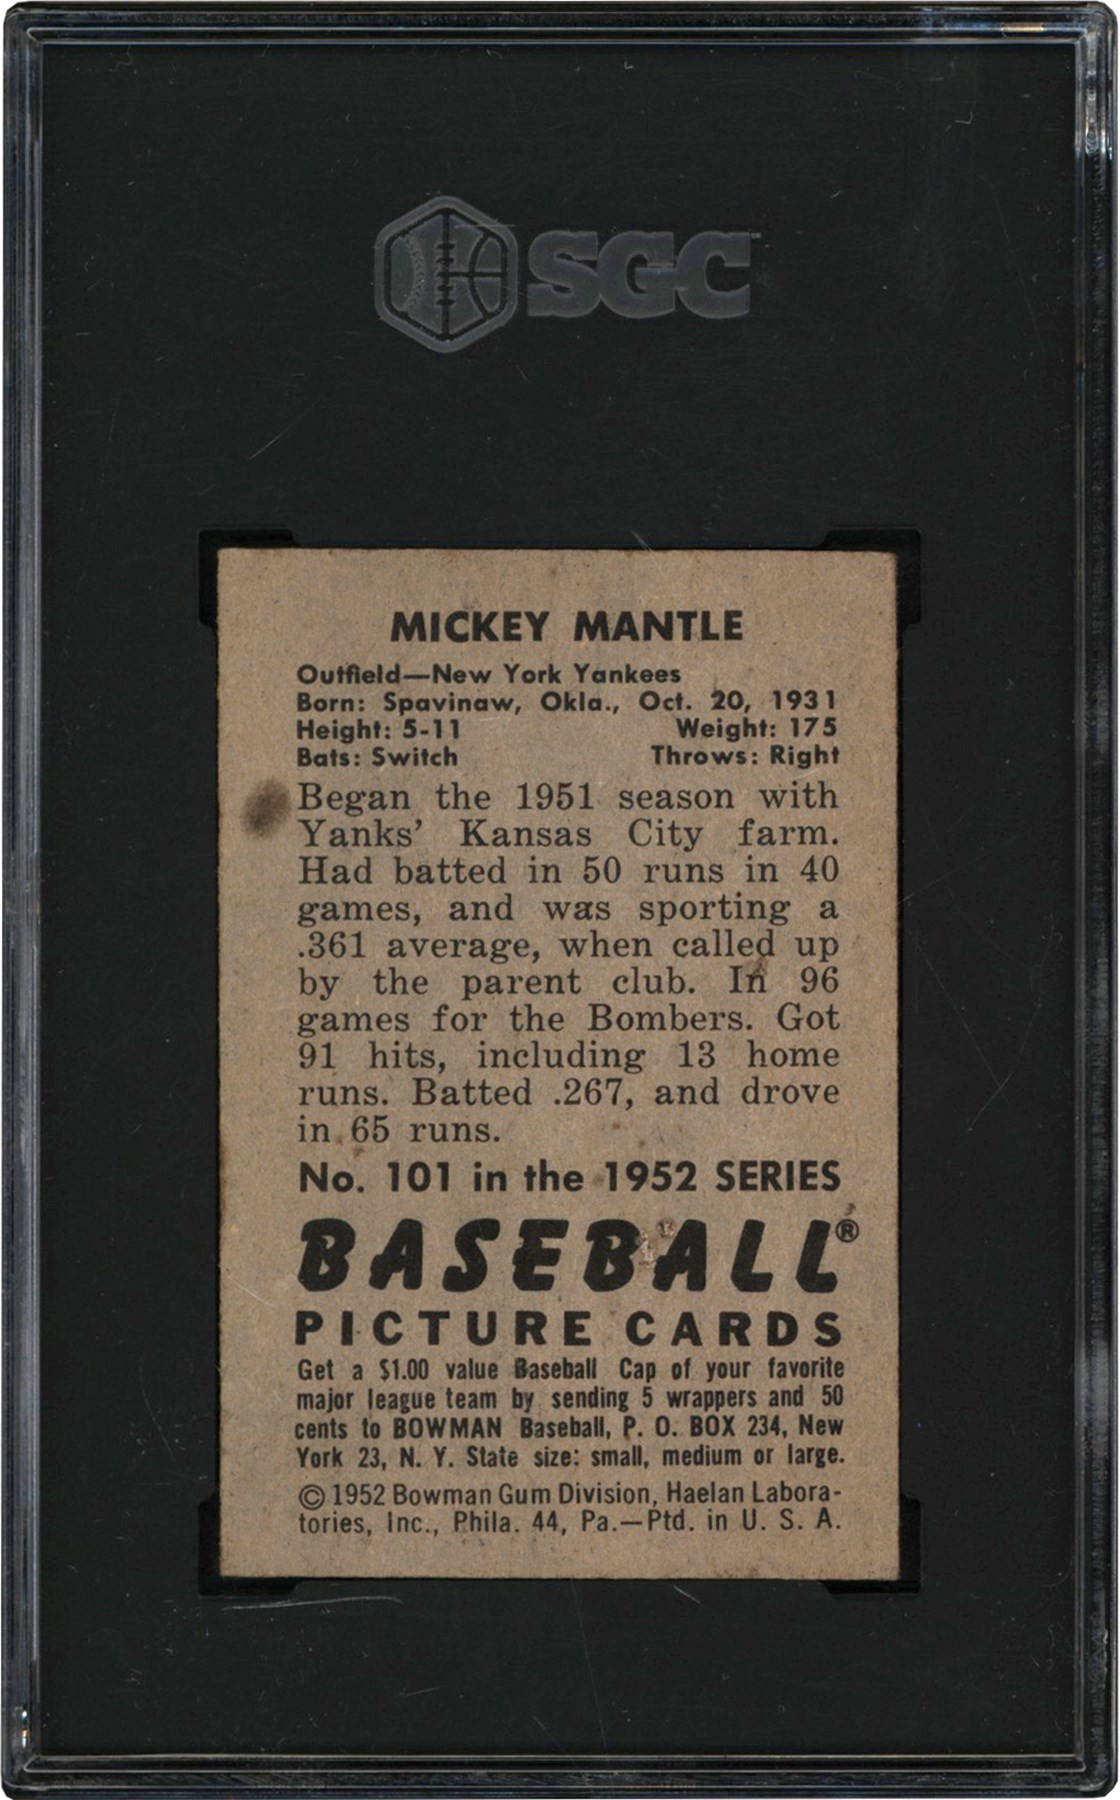 SGC
MICKEY MANTLE
Outfield—New York Yankees
Born: Spavinaw, Okla., Oct. 20, 1931
Height: 5-11 Weight: 175
Bats: Switch Throws: Right
Began the 1951 season with
Yanks' Kansas City farm.
Had batted in 50 runs in 40
games, and was sporting a
.361 average, when called up
by the parent club. In 96
games for the Bombers. Got
91 hits, including 13 home
runs. Batted .267, and drove
in 65 runs.
No. 101 in the 1952 SERIES
BASEBALL®
PICTURE CARDS
Get a $1.00 value Baseball Cap of your favorite
major league team by sending 5 wrappers and 50
cents to BOWMAN Baseball, P. O. BOX 234, New
York 23, N. Y. State size: small, medium or large.
© 1952 Bowman Gum Division, Haelan Labora-
tories, Inc., Phila. 44, Pa.—Ptd. in U. S. A.